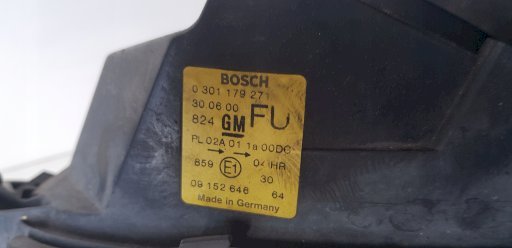 BOSCH
0 301 179 271
30.06.00 FU
824 GM
PL 02A 01 1a 00DC
→ →
659 E1 04 HR
30
09 152 646 64
Made in Germany